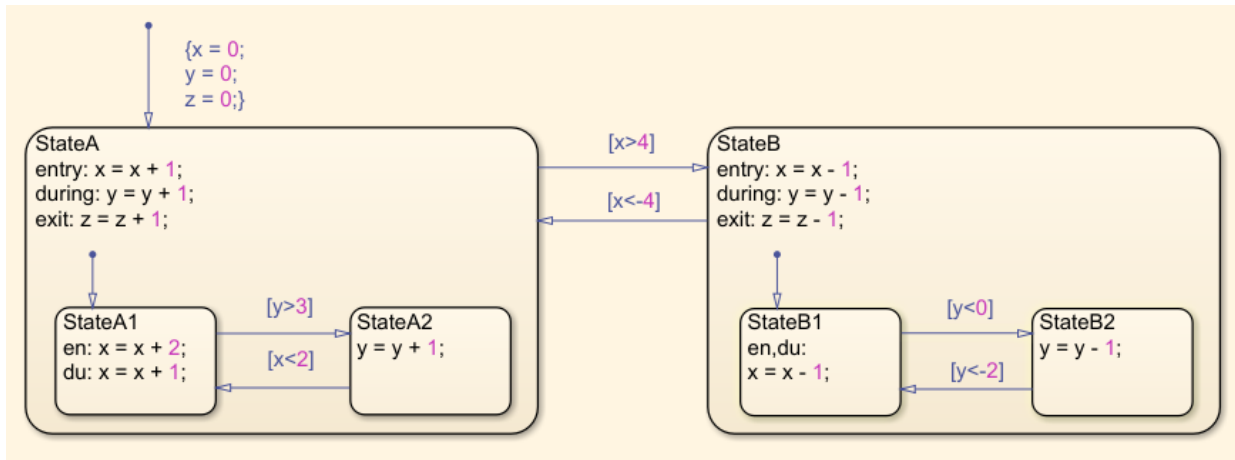 {x = 0;
y = 0;
z = 0;}
StateA
entry: x = x + 1;
during: y = y + 1;
exit: z = z + 1;
[x>4]
[x<-4]
StateB
entry: x = x - 1;
during: y = y - 1;
exit: z = z - 1;
StateA1
en: x = x + 2;
du: x = x + 1;
[y>3]
[x<2]
StateA2
y = y + 1;
StateB1
en,du:
x = x - 1;
[y<0]
[y<-2]
StateB2
y = y - 1;